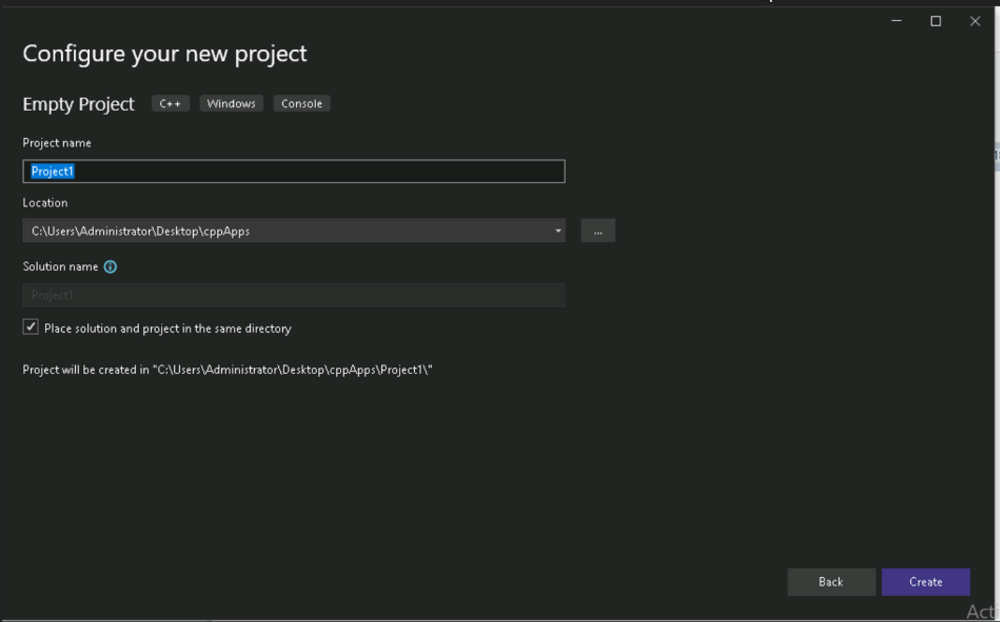 Configure your new project
Empty Project C++ Windows Console
Project name
Project1
Location
C:\Users\Administrator\Desktop\cppApps ...
Solution name
Project1
Place solution and project in the same directory
Project will be created in "C:\Users\Administrator\Desktop\cppApps\Project1\"
Back Create